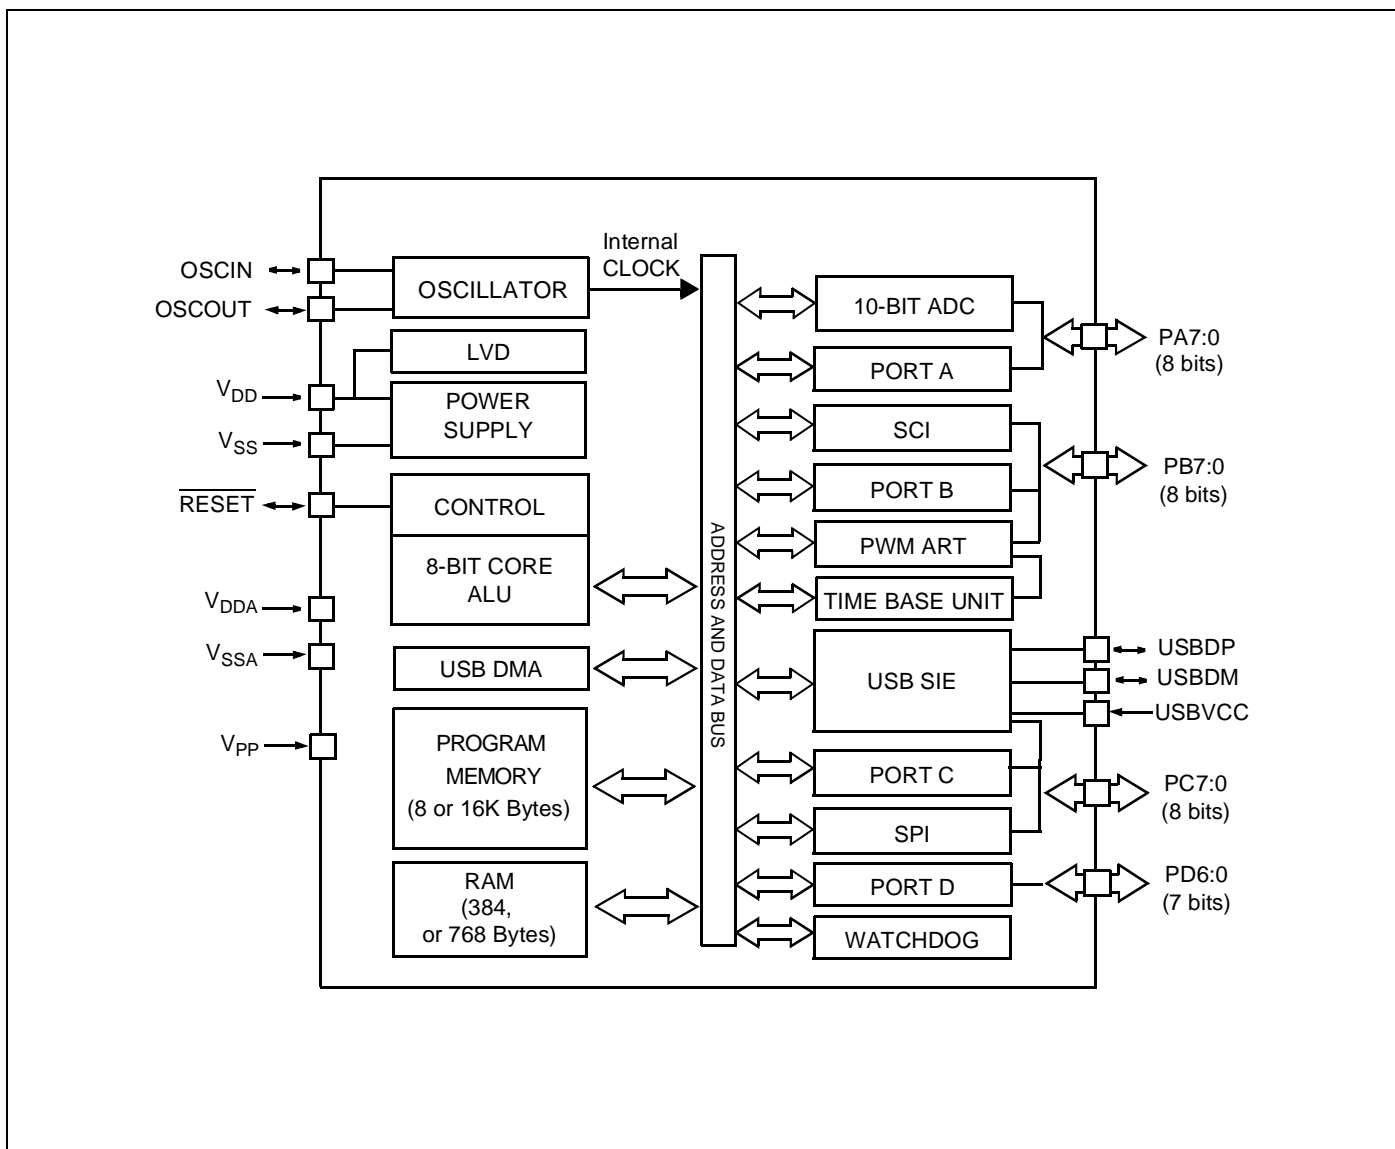 OSCIN
OSCOUT
VDD
VSS
RESET
VDDA
VSSA
VPP
OSCILLATOR
Internal
CLOCK
LVD
POWER
SUPPLY
CONTROL
8-BIT CORE
ALU
USB DMA
PROGRAM
MEMORY
(8 or 16K Bytes)
RAM
(384,
or 768 Bytes)
ADDRESS AND DATA BUS
10-BIT ADC
PORT A
SCI
PORT B
PWM ART
TIME BASE UNIT
USB SIE
PORT C
SPI
PORT D
WATCHDOG
PA7:0
(8 bits)
PB7:0
(8 bits)
USBDP
USBDM
USBVCC
PC7:0
(8 bits)
PD6:0
(7 bits)